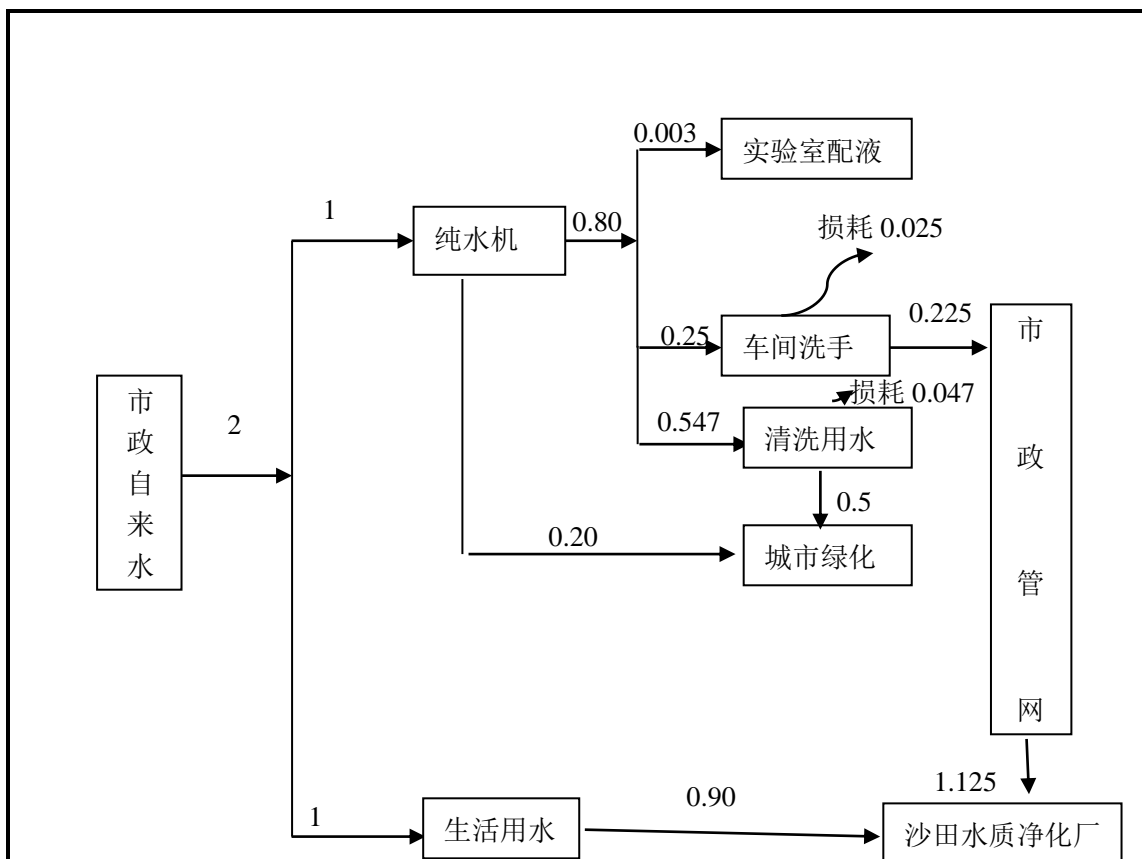 0.003
实验室配液
1
纯水机
0.80
损耗 0.025
0.25
车间洗手
0.225
市政管网
损耗 0.047
0.547
清洗用水
市政自来水
2
0.5
0.20
城市绿化
1.125
1
生活用水
0.90
沙田水质净化厂